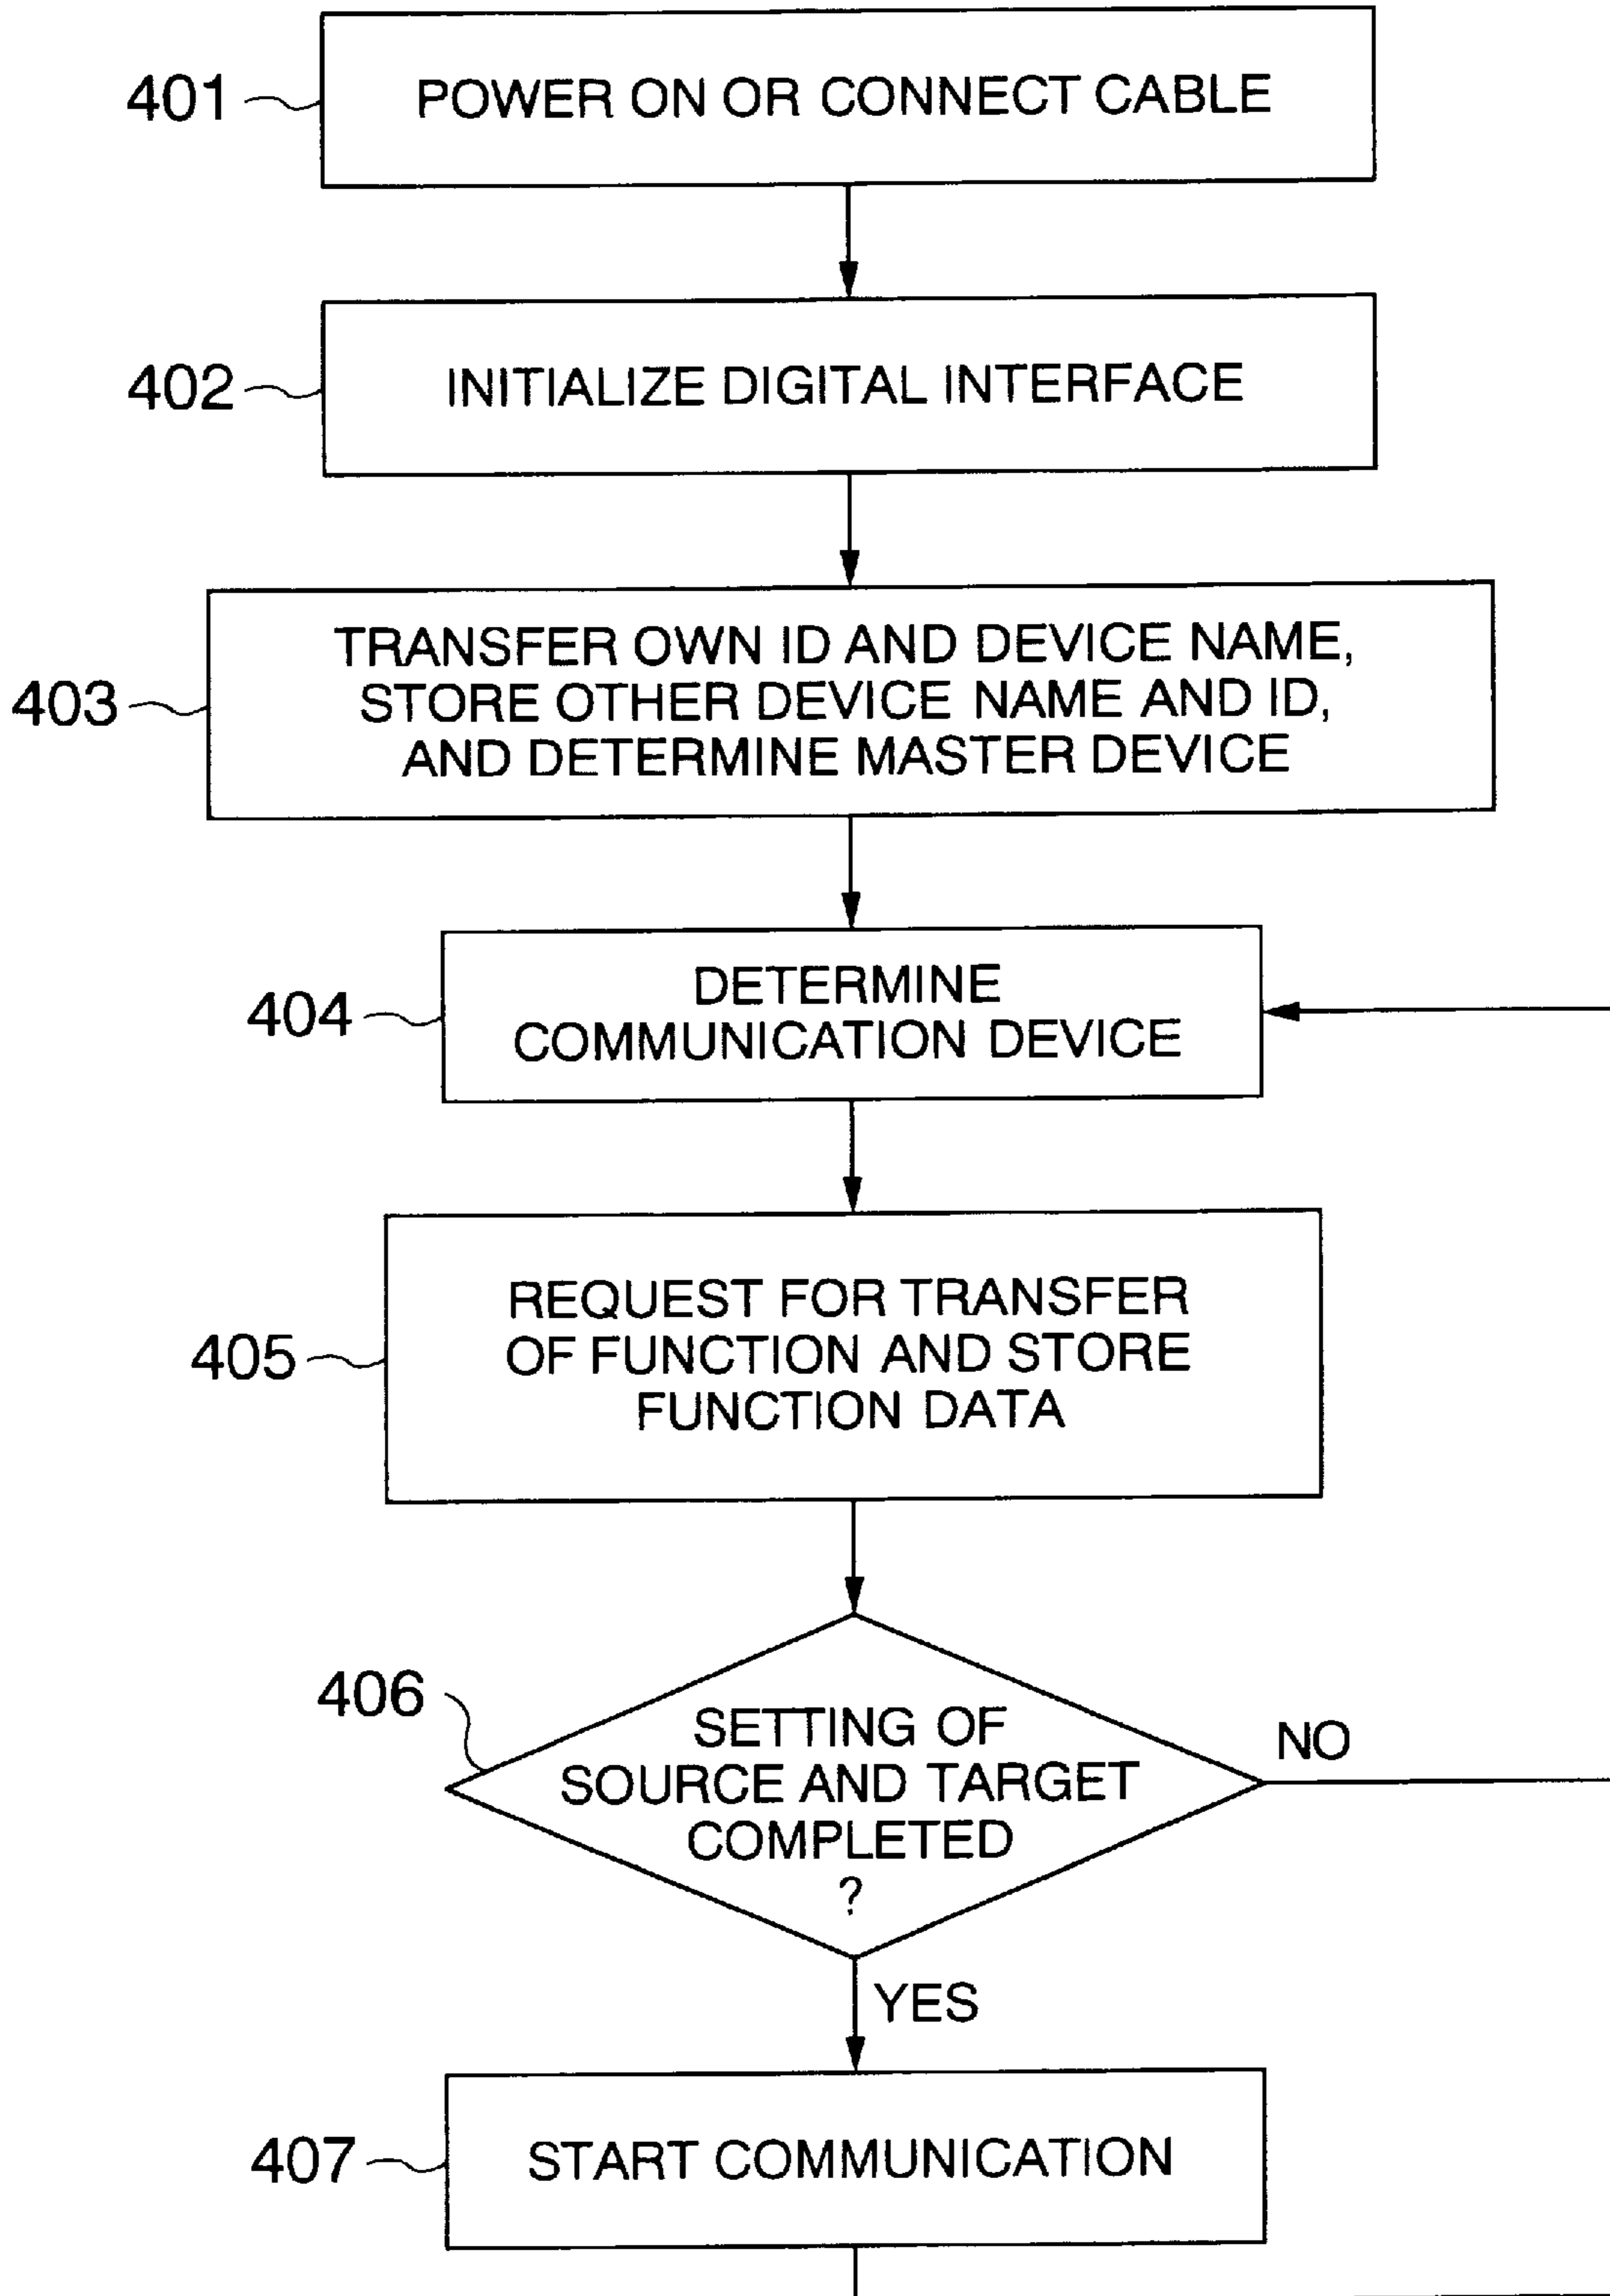 401
POWER ON OR CONNECT CABLE
402
INITIALIZE DIGITAL INTERFACE
403
TRANSFER OWN ID AND DEVICE NAME,
STORE OTHER DEVICE NAME AND ID,
AND DETERMINE MASTER DEVICE
404
DETERMINE
COMMUNICATION DEVICE
405
REQUEST FOR TRANSFER
OF FUNCTION AND STORE
FUNCTION DATA
406
SETTING OF
SOURCE AND TARGET
COMPLETED
?
NO
YES
407
START COMMUNICATION